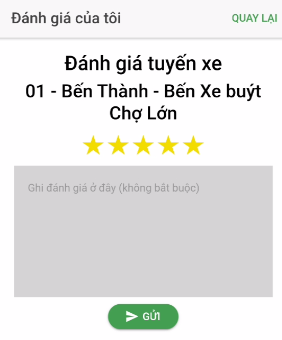 Đánh giá của tôi
QUAY LẠI
Đánh giá tuyến xe
01 - Bến Thành - Bến Xe buýt
Chợ Lớn
Ghi đánh giá ở đây (không bắt buộc)
GỬI